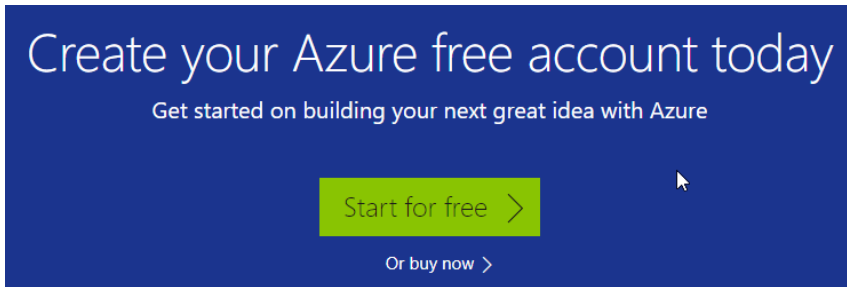 Create your Azure free account today
Get started on building your next great idea with Azure
Start for free
Or buy now